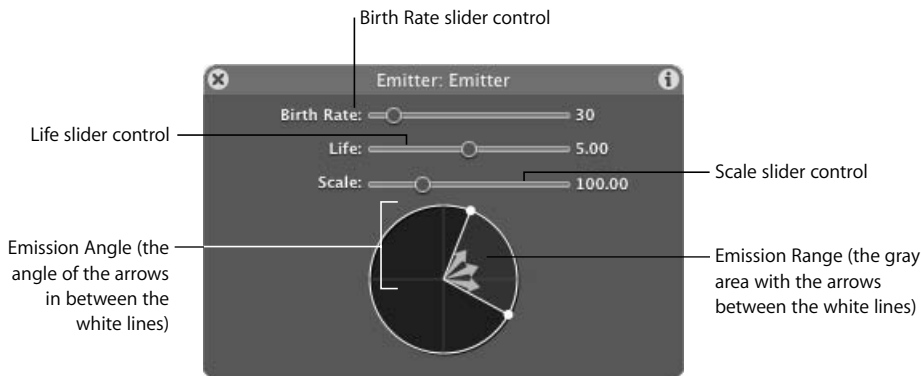 Birth Rate slider control
Emitter: Emitter
Birth Rate: 30
Life slider control
Life: 5.00
Scale: 100.00
Scale slider control
Emission Angle (the
angle of the arrows
in between the
white lines)
Emission Range (the gray
area with the arrows
between the white lines)